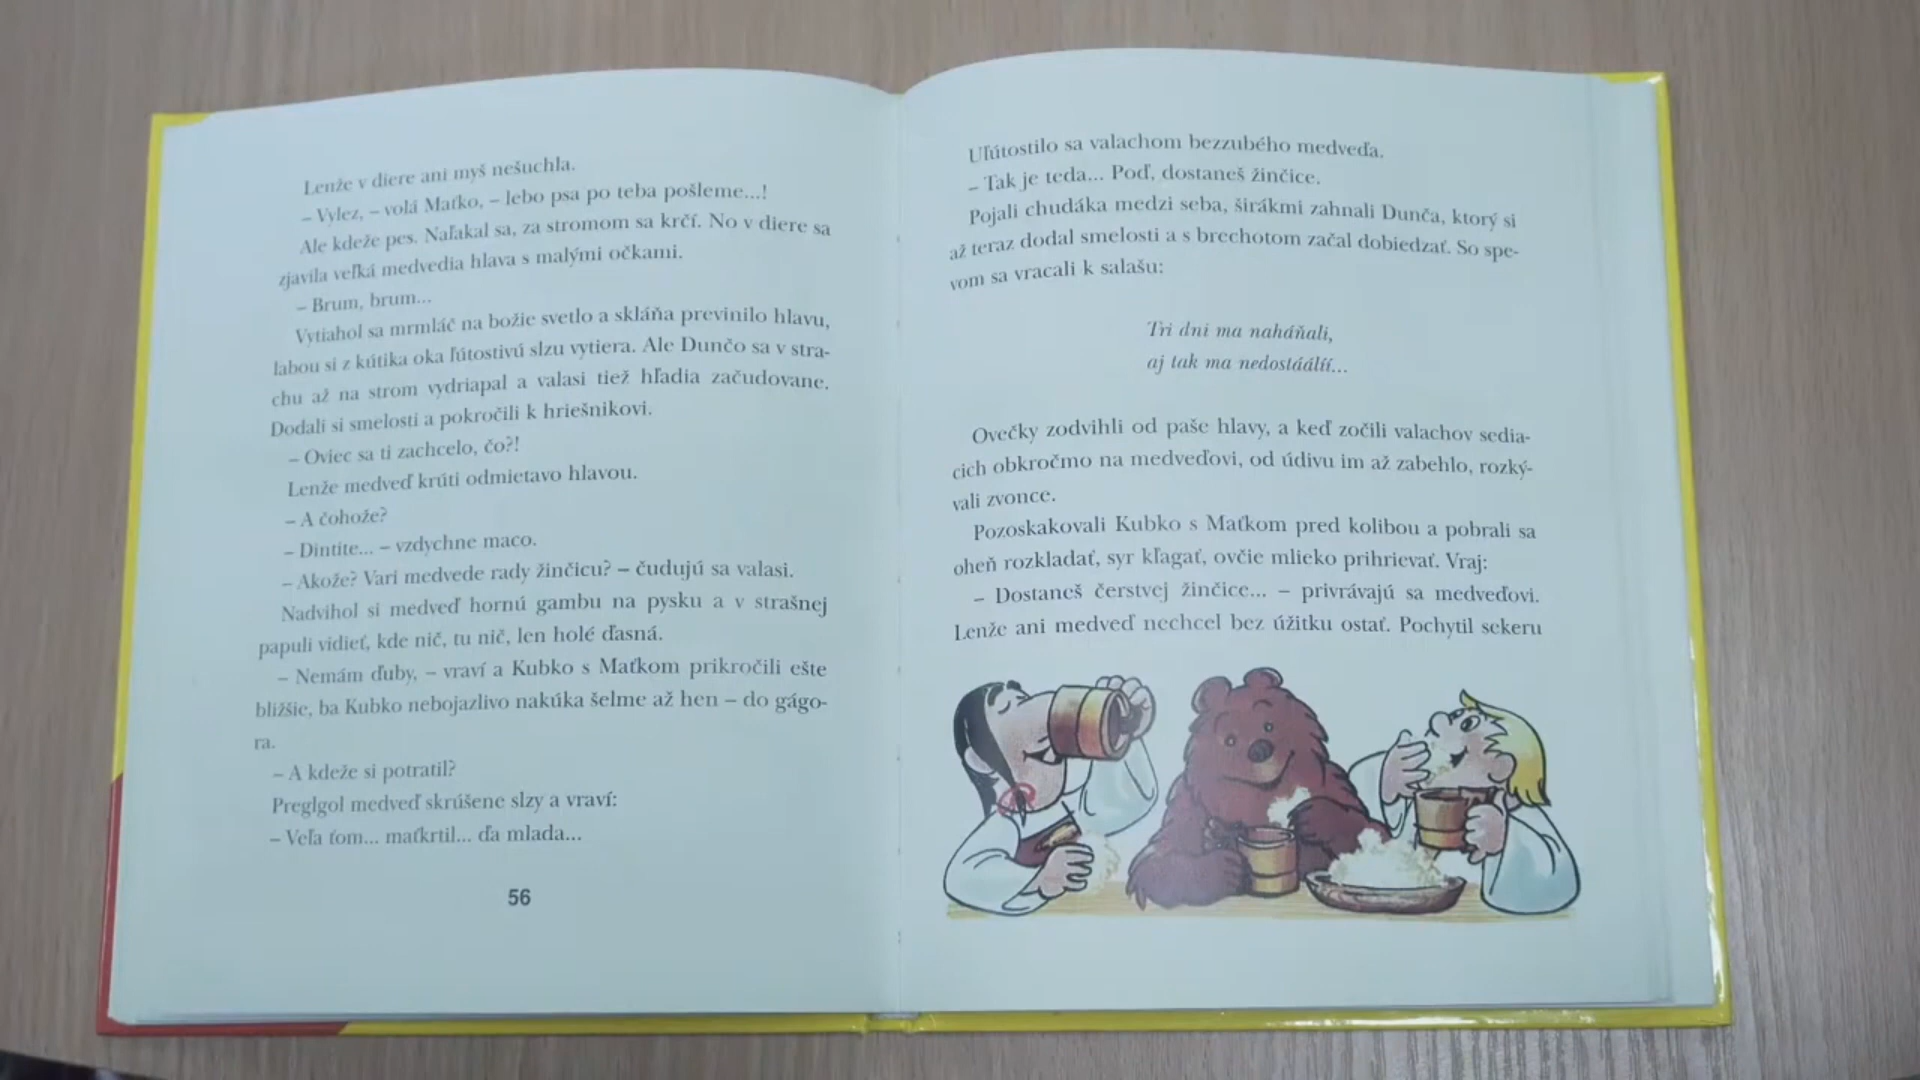 Lenže v diere ani myš nešuchla.
– Vylez, – volá Maťko, – lebo psa po teba pošleme...!
Ale kdeže pes. Naľakal sa, za stromom sa krčí. No v diere sa
zjavila veľká medvedia hlava s malými očkami.
– Brum, brum...
Vytiahol sa mrmláč na božie svetlo a skláňa previnilo hlavu,
labou si z kútika oka ľútostivú slzu vytiera. Ale Dunčo sa v stra-
chu až na strom vydriapal a valasi tiež hľadia začudovane.
Dodali si smelosti a pokročili k hriešnikovi.
– Oviec sa ti zachcelo, čo?!
Lenže medveď krúti odmietavo hlavou.
– A čohože?
– Dintite... – vzdychne maco.
– Akože? Vari medvede rady žinčicu? – čudujú sa valasi.
Nadvihol si medveď hornú gambu na pysku a v strašnej
papuli vidieť, kde nič, tu nič, len holé ďasná.
– Nemám ďuby, – vraví a Kubko s Maťkom prikročili ešte
bližšie, ba Kubko nebojazlivo nakúka šelme až hen – do gágo-
ra.
– A kdeže si potratil?
Preglgol medveď skrúšene slzy a vraví:
– Veľa ťom... maťkrtil... ďa mlada...
56
Uľútostilo sa valachom bezzubého medveďa.
– Tak je teda... Poď, dostaneš žinčice.
Pojali chudáka medzi seba, širákmi zahnali Dunča, ktorý si
až teraz dodal smelosti a s brechotom začal dobiedzať. So spe-
vom sa vracali k salašu:
Tri dni ma naháňali,
aj tak ma nedostáálíí...
Ovečky zodvihli od paše hlavy, a keď zočili valachov sedia-
cich obkročmo na medveďovi, od údivu im až zabehlo, rozký-
vali zvonce.
Pozoskakovali Kubko s Maťkom pred kolibou a pobrali sa
oheň rozkladať, syr kľagať, ovčie mlieko prihrievať. Vraj:
– Dostaneš čerstvej žinčice... – privrávajú sa medveďovi.
Lenže ani medveď nechcel bez úžitku ostať. Pochytil sekeru